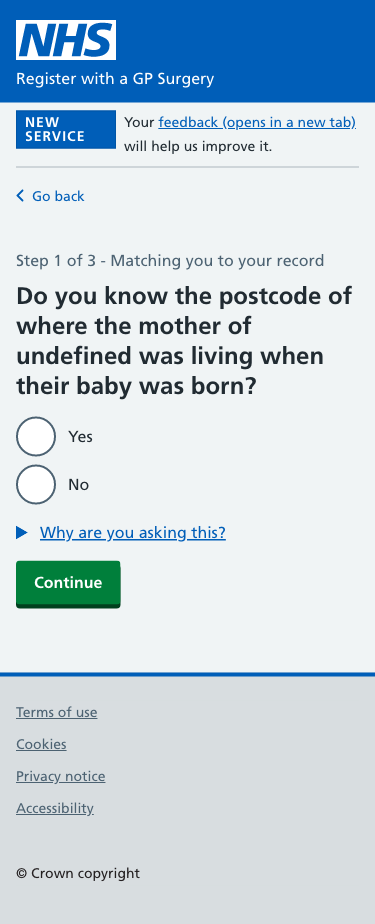 NHS
Register with a GP Surgery
NEW
SERVICE
Your feedback (opens in a new tab)
will help us improve it.
Go back
Step 1 of 3 - Matching you to your record
Do you know the postcode of
where the mother of
undefined was living when
their baby was born?
Yes
No
Why are you asking this?
Continue
Terms of use
Cookies
Privacy notice
Accessibility
© Crown copyright